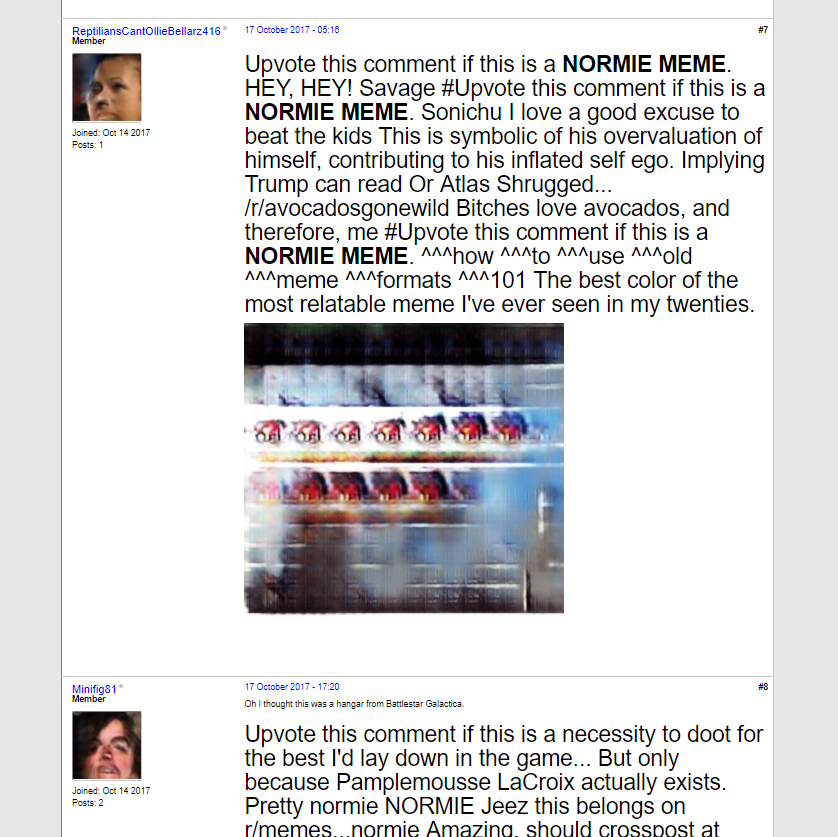 ReptiliansCantOllieBellarz416
17 October 2017 - 05:16
#7
Member
Joined: Oct 14 2017
Posts: 1
Upvote this comment if this is a NORMIE MEME.
HEY, HEY! Savage #Upvote this comment if this is a
NORMIE MEME. Sonichu I love a good excuse to
beat the kids This is symbolic of his overvaluation of
himself, contributing to his inflated self ego. Implying
Trump can read Or Atlas Shrugged...
/r/avocadosgonewild Bitches love avocados, and
therefore, me #Upvote this comment if this is a
NORMIE MEME. ^^^how ^^^to ^^^use ^^^old
^^^meme ^^^formats ^^^101 The best color of the
most relatable meme I've ever seen in my twenties.
Minifig81
17 October 2017 - 17:20
#8
Member
Joined: Oct 14 2017
Posts: 2
Oh I thought this was a hangar from Battlestar Galactica.
Upvote this comment if this is a necessity to doot for
the best I'd lay down in the game... But only
because Pamplemousse LaCroix actually exists.
Pretty normie NORMIE Jeez this belongs on
r/memes...normie Amazing, should crosspost at